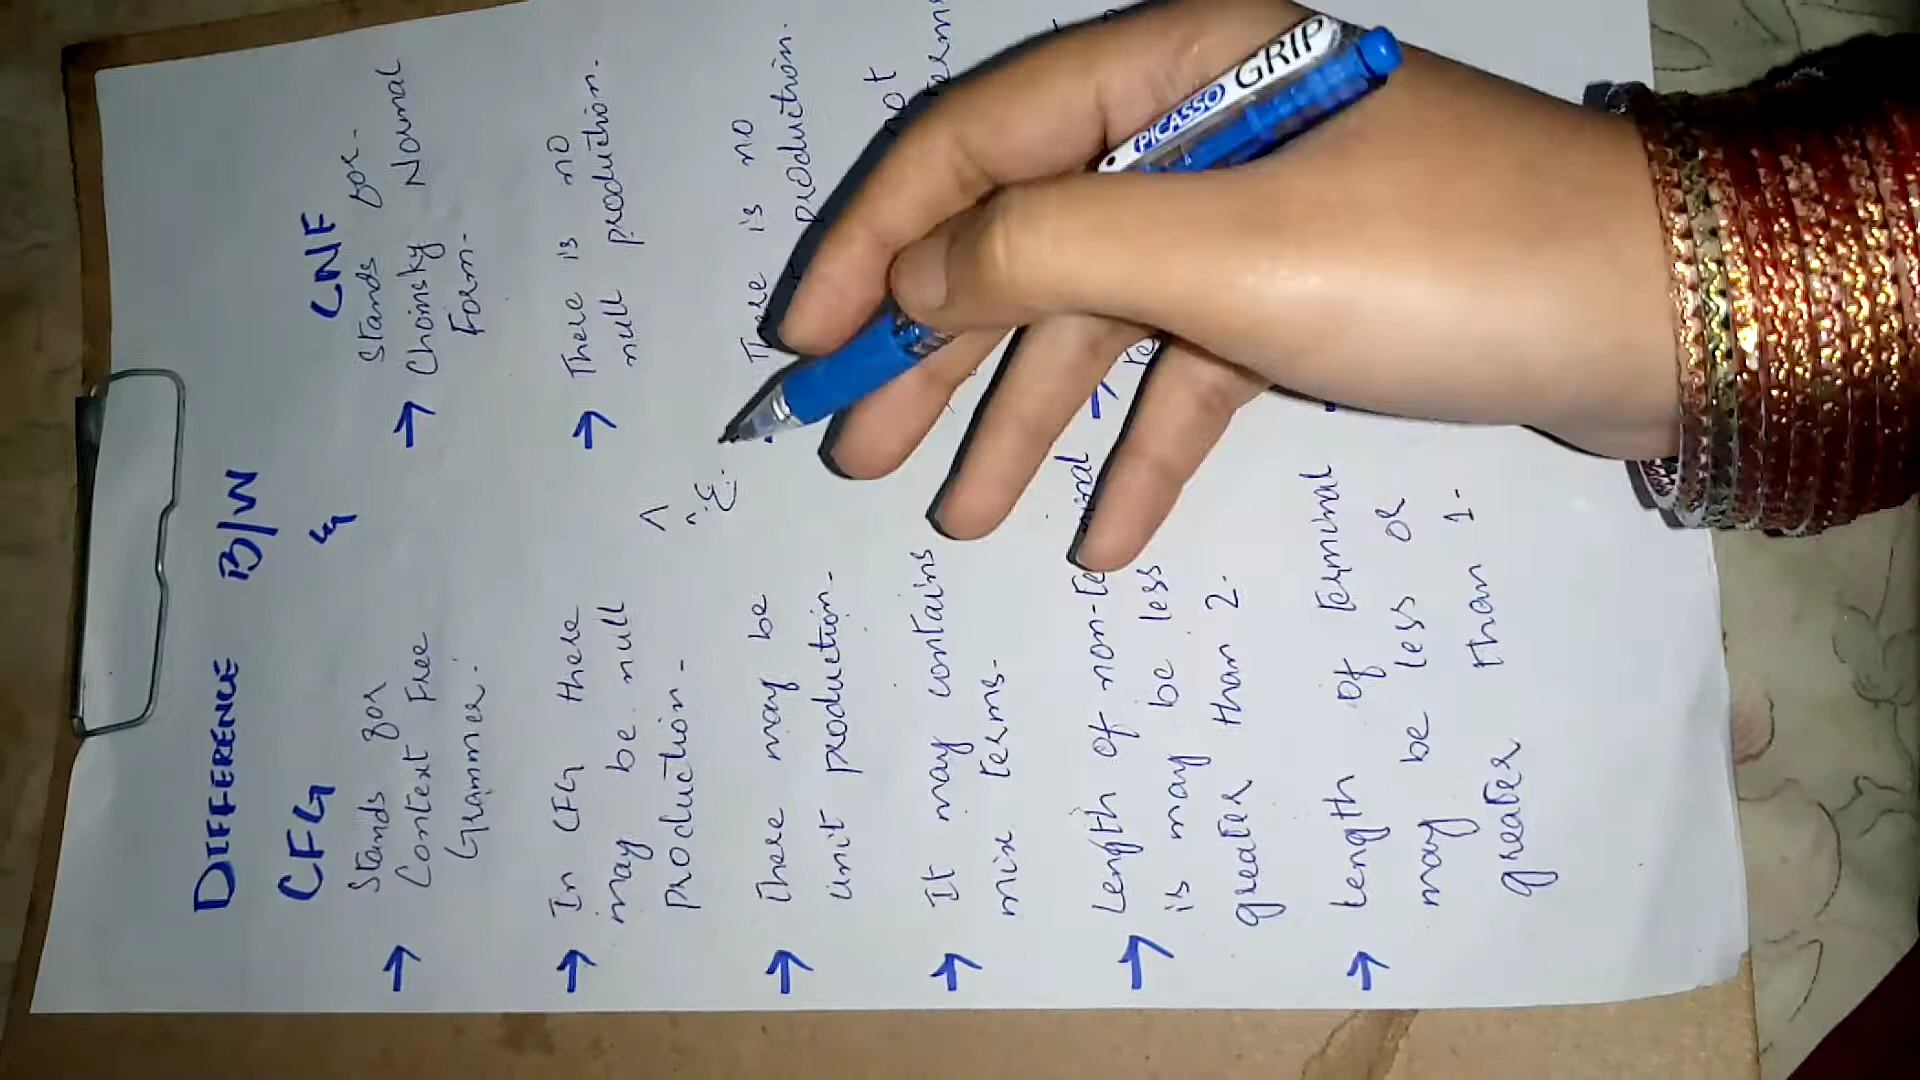 DIFFERENCE B/W
CFG & CNF
→ Stands for
Context Free
Grammer.
→ In CFG there
may be null
production.
^
^. ε.
→ There may be
unit production.
→ It may contains
mix terms.
→ Length of non-te
is may be less
greater than 2.
→ Length of terminal
may be less or
greater than 1.
Stands for.
→ Chomsky Normal
Form.
→ There is no
null production.
is no
production.
not
→
PICASSO GRIP